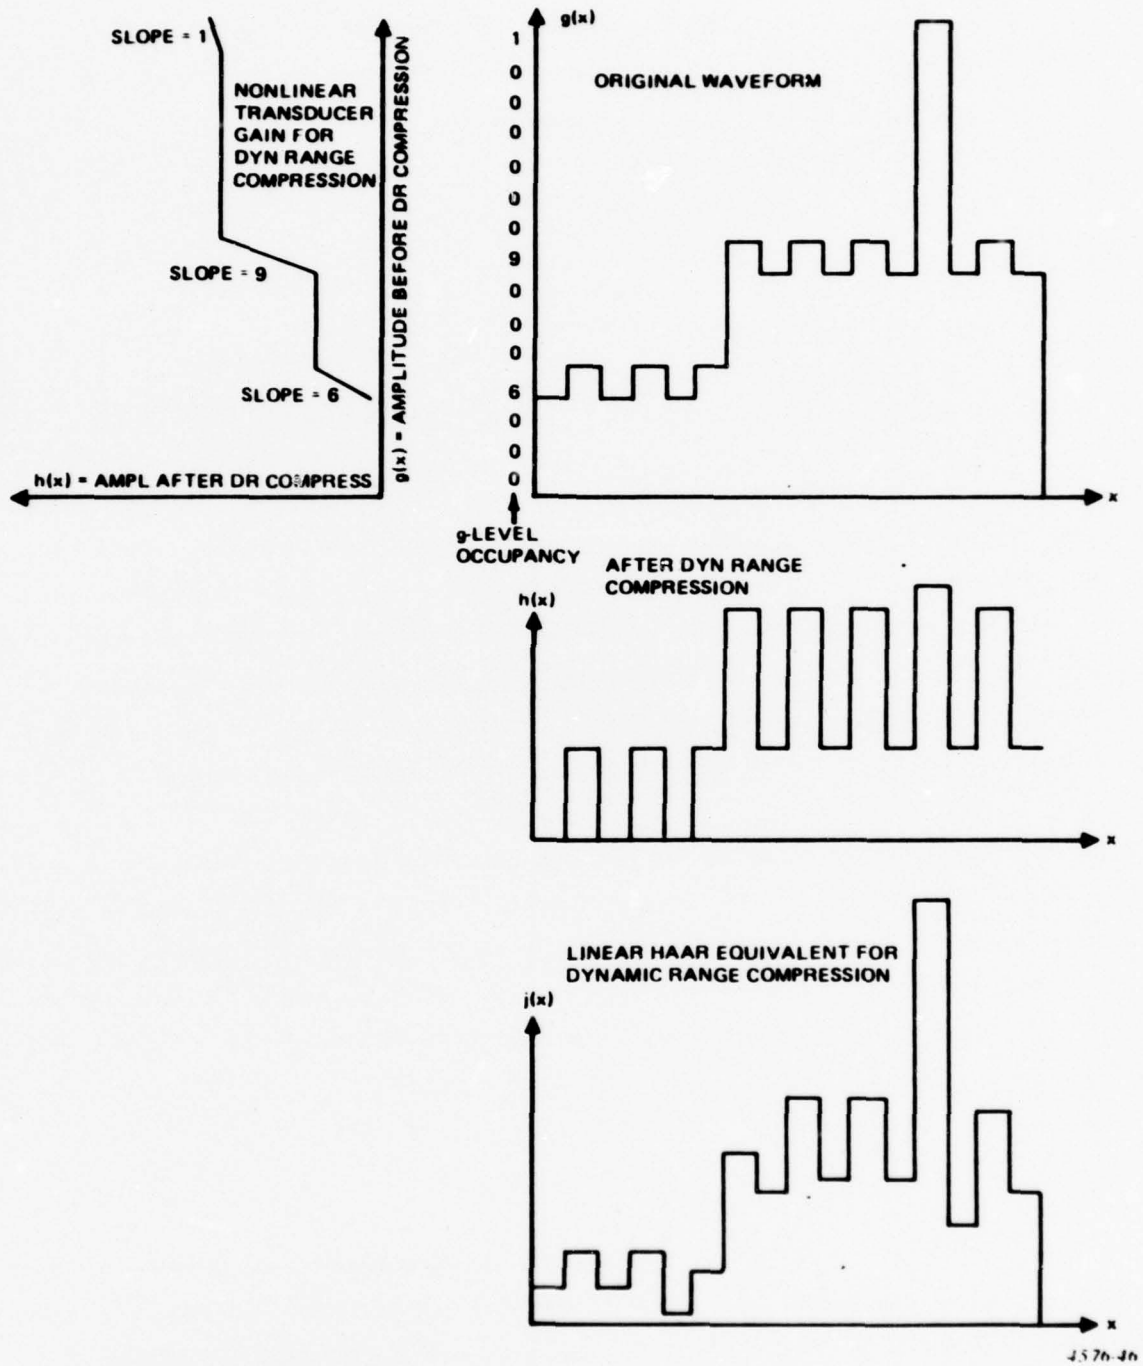 SLOPE = 1
NONLINEAR
TRANSDUCER
GAIN FOR
DYN RANGE
COMPRESSION
SLOPE = 9
SLOPE = 6
h(x) = AMPL AFTER DR COMPRESS
g(x) = AMPLITUDE BEFORE DR COMPRESSION
g(x)
ORIGINAL WAVEFORM
1
0
0
0
0
0
0
9
0
0
0
6
0
0
0
x
g-LEVEL
OCCUPANCY
AFTER DYN RANGE
COMPRESSION
h(x)
x
LINEAR HAAR EQUIVALENT FOR
DYNAMIC RANGE COMPRESSION
j(x)
x
4576-46